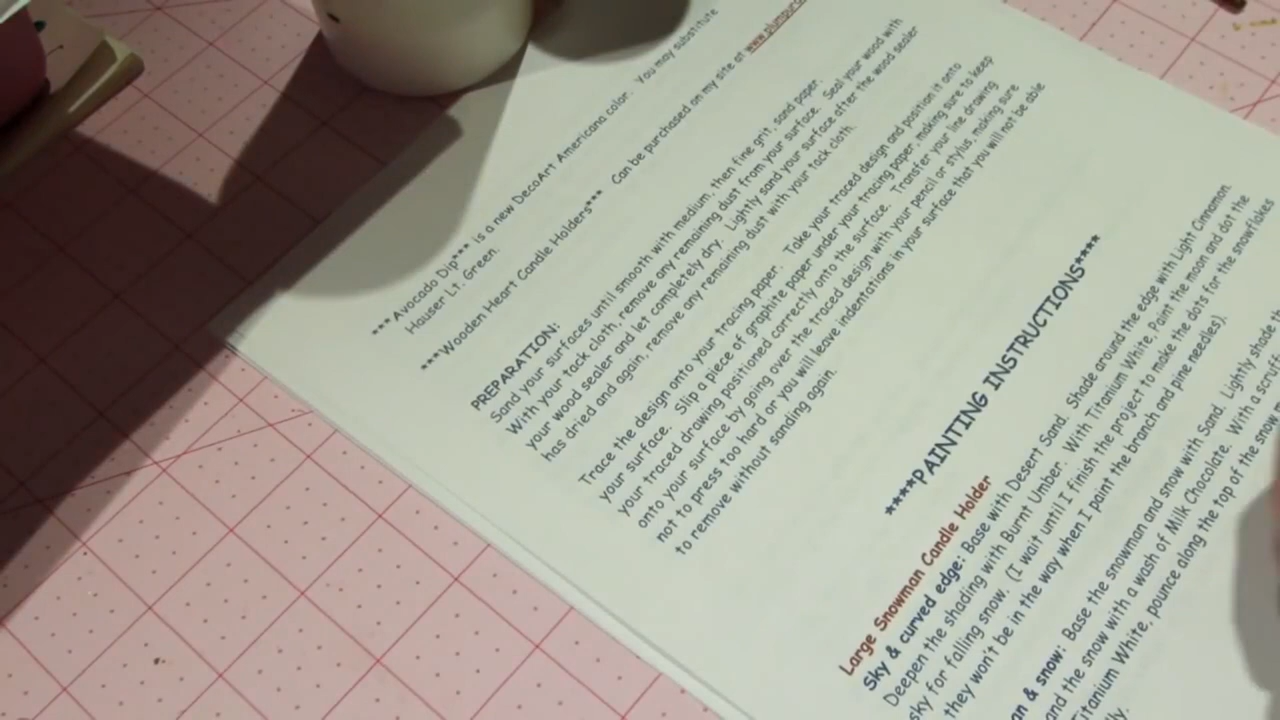 ***Avocado Dip*** is a new DecoArt Americana color. You may substitute
Hauser Lt. Green.
***Wooden Heart Candle Holders*** Can be purchased on my site at
PREPARATION:
Sand your surfaces until smooth with medium, then fine grit, sand paper.
With your tack cloth, remove any remaining dust from your surface. Seal your wood with
your wood sealer and let completely dry. Lightly sand your surface after the wood sealer
has dried and again, remove any remaining dust with your tack cloth.
Trace the design onto your tracing paper. Take your traced design and position it onto
your surface. Slip a piece of graphite paper under your tracing paper, making sure to keep
your traced drawing positioned correctly onto the surface. Transfer your line drawing
onto your surface by going over the traced design with your pencil or stylus, making sure
not to press too hard or you will leave indentations in your surface that you will not be able
to remove without sanding again.
****PAINTING INSTRUCTIONS****
Large Snowman Candle Holder
Sky & curved edge: Base with Desert Sand. Shade around the edge with Light Cinnamon.
Deepen the shading with Burnt Umber. With Titanium White, Paint the moon and dot the
sky for falling snow. (I wait until I finish the project to make the dots for the snowflakes
they won't be in the way when I paint the branch and pine needles).
& snow: Base the snowman and snow with Sand. Lightly shade
and the snow with a wash of Milk Chocolate. With a
White, pounce along the top of the snow